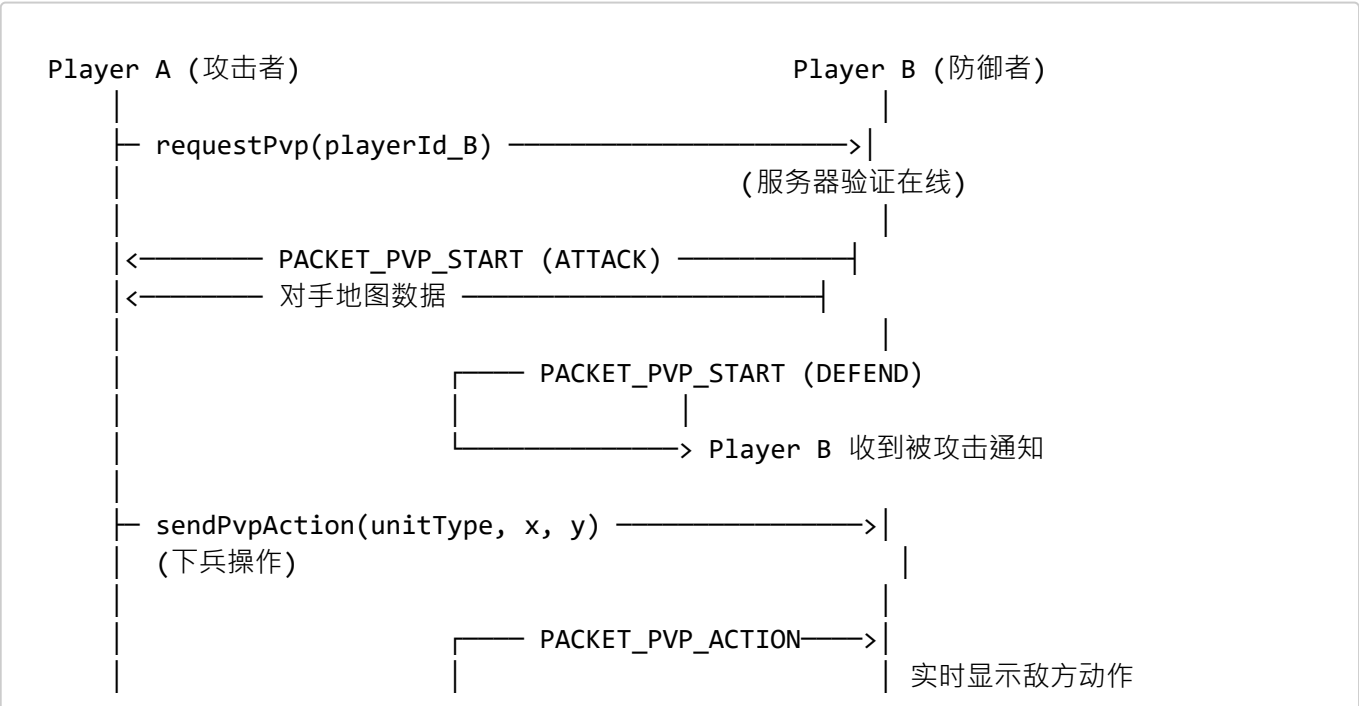 Player A (攻击者) Player B (防御者)
requestPvp(playerId_B)
(服务器验证在线)
PACKET_PVP_START (ATTACK)
对手地图数据
PACKET_PVP_START (DEFEND)
Player B 收到被攻击通知
sendPvpAction(unitType, x, y)
(下兵操作)
PACKET_PVP_ACTION
实时显示敌方动作